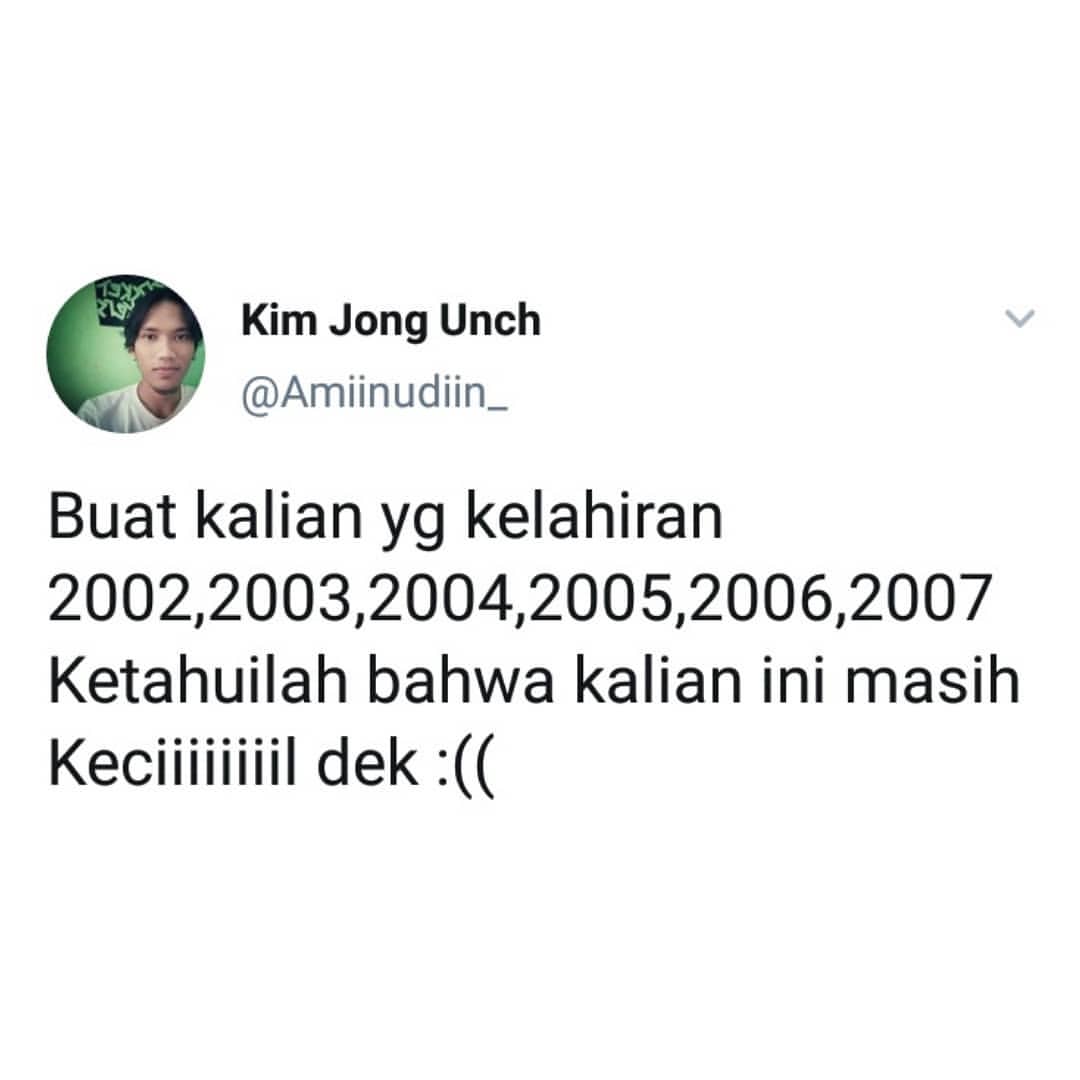 Kim Jong Unch
@Amiinudiin_
Buat kalian yg kelahiran
2002,2003,2004,2005,2006,2007
Ketahuilah bahwa kalian ini masih
Keciiiiiiiiil dek :((